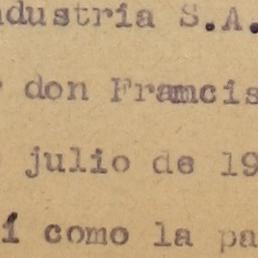 ndustria S.A.
don Francis
julio de 19
í como la pa